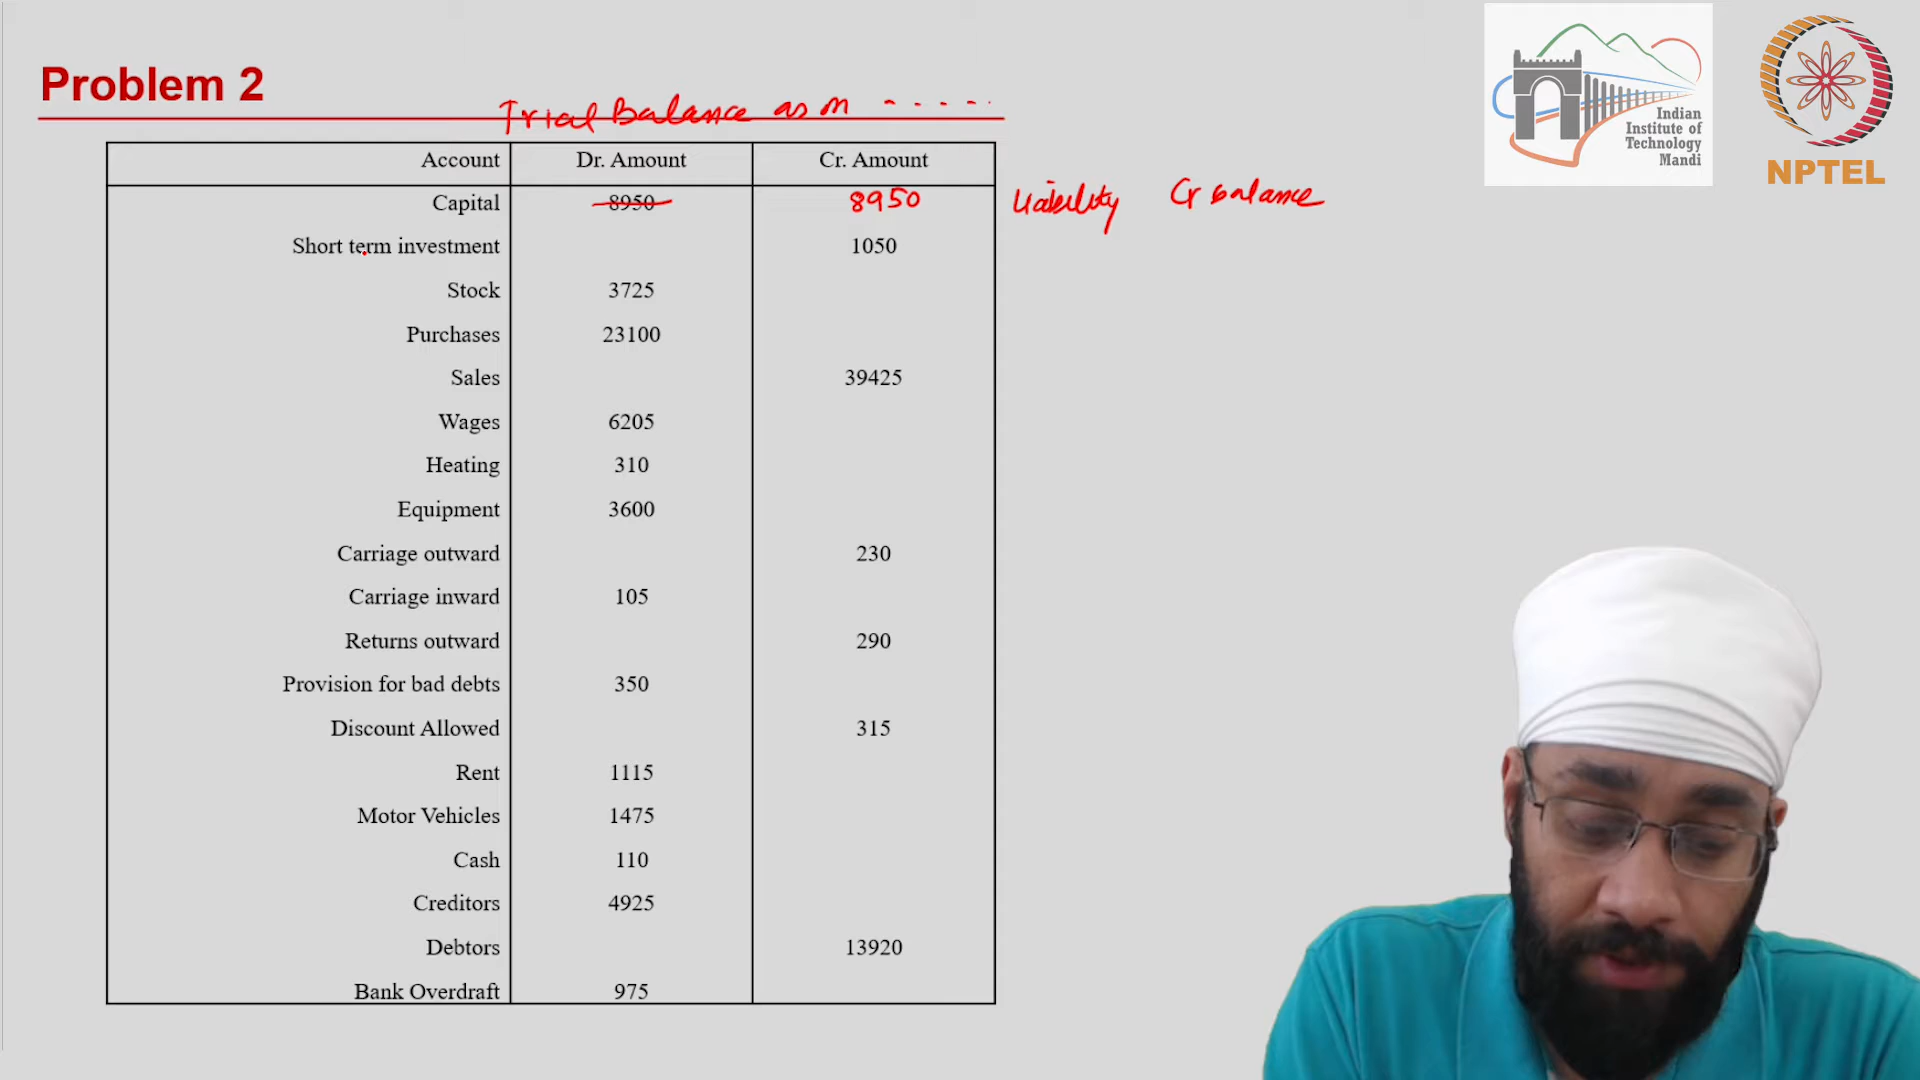 Problem 2
Trial Balance as on .....
Account Dr. Amount Cr. Amount
Capital 8950 8950 Liability Cr balance
Short term investment 1050
Stock 3725
Purchases 23100
Sales 39425
Wages 6205
Heating 310
Equipment 3600
Carriage outward 230
Carriage inward 105
Returns outward 290
Provision for bad debts 350
Discount Allowed 315
Rent 1115
Motor Vehicles 1475
Cash 110
Creditors 4925
Debtors 13920
Bank Overdraft 975
Indian
Institute of
Technology
Mandi
NPTEL